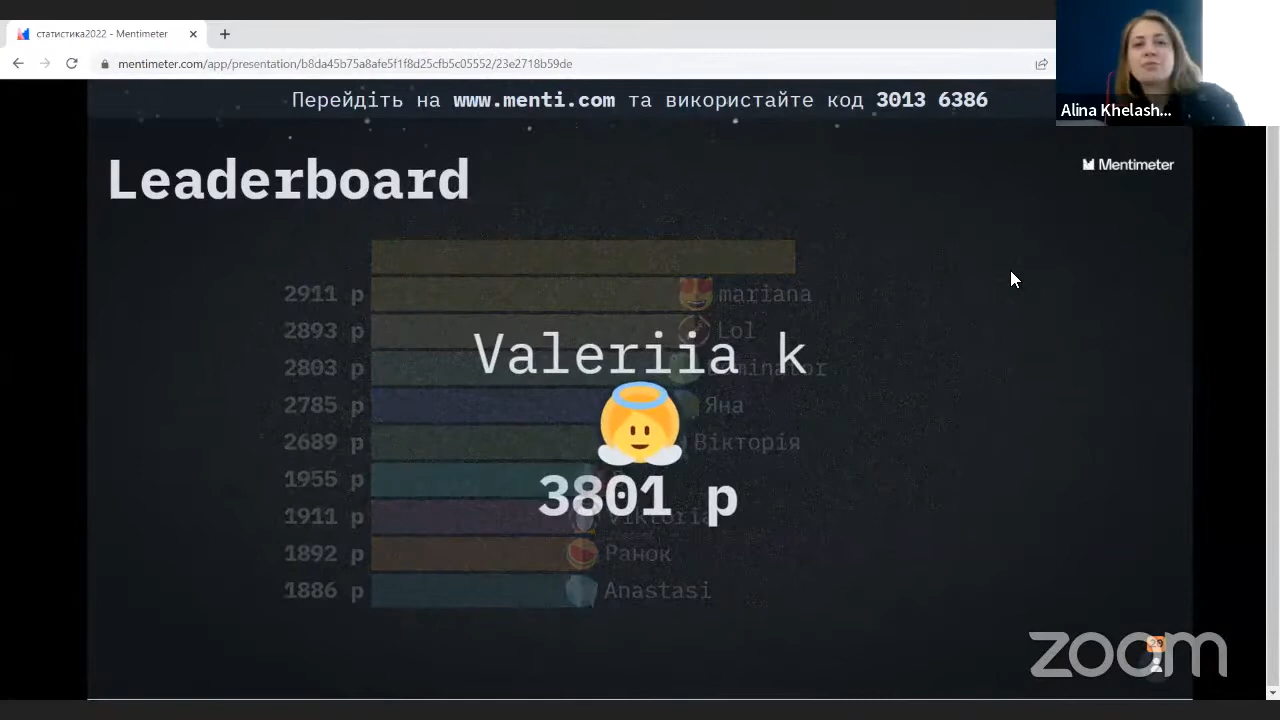 статистика2022 - Mentimeter
mentimeter.com/app/presentation/b8da45b75a8afe5f1f8d25cfb2c05552/23e2718b59de
Alina Khelash...
Перейдіть на www.menti.com та використайте код 3013 6386
Leaderboard
Mentimeter
2911 p mariana
2893 p Lol
Valeriia k
2803 p
2785 p Яна
2689 p Вікторія
1955 p
3801 p
1911 p Viktoria
1892 p Ранок
1886 p Anastasi
zoom